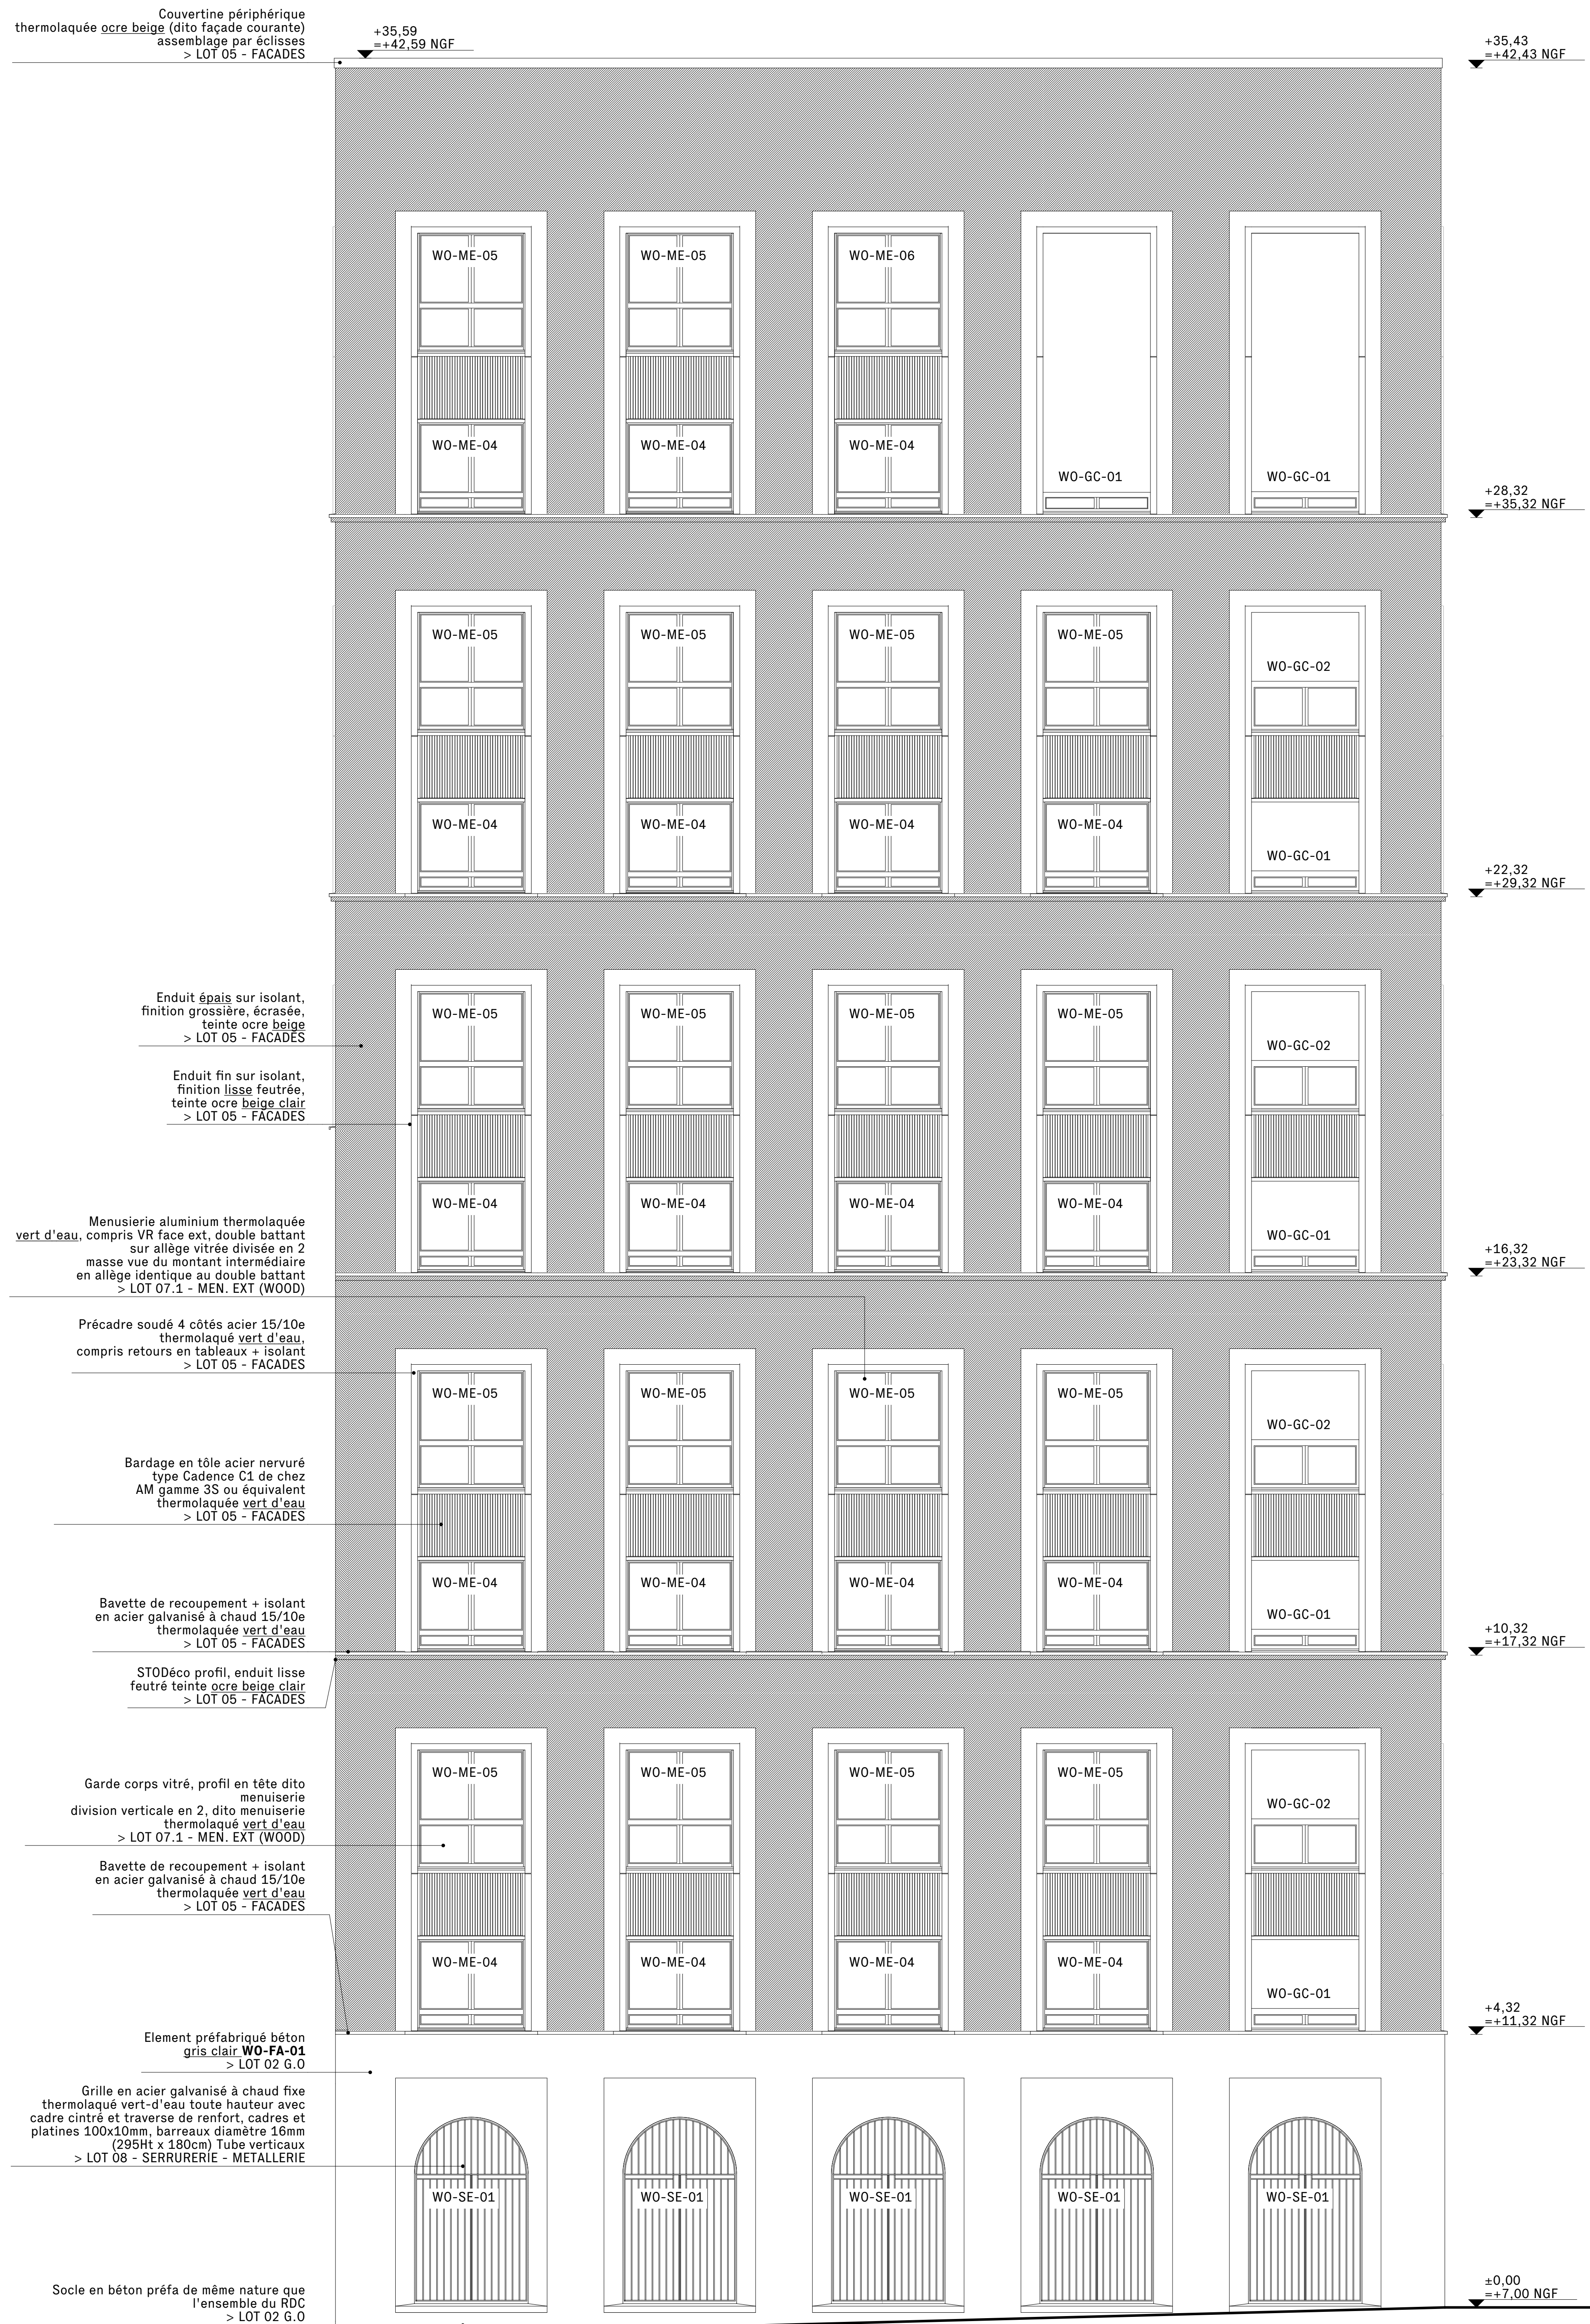 Couvertine périphérique
thermolaquée ocre beige (dito façade courante)
assemblage par éclisses
> LOT 05 - FACADES
+35,59
=+42,59 NGF
+35,43
=+42,43 NGF
WO-ME-05
WO-ME-05
WO-ME-06
WO-ME-04
WO-ME-04
WO-ME-04
WO-GC-01
WO-GC-01
+28,32
=+35,32 NGF
WO-ME-05
WO-ME-05
WO-ME-05
WO-ME-05
WO-GC-02
WO-ME-04
WO-ME-04
WO-ME-04
WO-ME-04
WO-GC-01
+22,32
=+29,32 NGF
Enduit épais sur isolant,
finition grossière, écrasée,
teinte ocre beige
> LOT 05 - FACADES
WO-ME-05
WO-ME-05
WO-ME-05
WO-ME-05
WO-GC-02
Enduit fin sur isolant,
finition lisse feutrée,
teinte ocre beige clair
> LOT 05 - FACADES
WO-ME-04
WO-ME-04
WO-ME-04
WO-ME-04
WO-GC-01
Menusierie aluminium thermolaquée
vert d'eau, compris VR face ext, double battant
sur allège vitrée divisée en 2
masse vue du montant intermédiaire
en allège identique au double battant
> LOT 07.1 - MEN. EXT (WOOD)
+16,32
=+23,32 NGF
Précadre soudé 4 côtés acier 15/10e
thermolaqué vert d'eau,
compris retours en tableaux + isolant
> LOT 05 - FACADES
WO-ME-05
WO-ME-05
WO-ME-05
WO-ME-05
WO-GC-02
Bardage en tôle acier nervuré
type Cadence C1 de chez
AM gamme 3S ou équivalent
thermolaquée vert d'eau
> LOT 05 - FACADES
WO-ME-04
WO-ME-04
WO-ME-04
WO-ME-04
WO-GC-01
Bavette de recoupement + isolant
en acier galvanisé à chaud 15/10e
thermolaquée vert d'eau
> LOT 05 - FACADES
+10,32
=+17,32 NGF
STODéco profil, enduit lisse
feutré teinte ocre beige clair
> LOT 05 - FACADES
WO-ME-05
WO-ME-05
WO-ME-05
WO-ME-05
WO-GC-02
Garde corps vitré, profil en tête dito
menuiserie
division verticale en 2, dito menuiserie
thermolaqué vert d'eau
> LOT 07.1 - MEN. EXT (WOOD)
Bavette de recoupement + isolant
en acier galvanisé à chaud 15/10e
thermolaquée vert d'eau
> LOT 05 - FACADES
WO-ME-04
WO-ME-04
WO-ME-04
WO-ME-04
WO-GC-01
+4,32
=+11,32 NGF
Element préfabriqué béton
gris clair WO-FA-01
> LOT 02 G.O
Grille en acier galvanisé à chaud fixe
thermolaqué vert-d'eau toute hauteur avec
cadre cintré et traverse de renfort, cadres et
platines 100x10mm, barreaux diamètre 16mm
(295Ht x 180cm) Tube verticaux
> LOT 08 - SERRURERIE - METALLERIE
WO-SE-01
WO-SE-01
WO-SE-01
WO-SE-01
WO-SE-01
Socle en béton préfa de même nature que
l'ensemble du RDC
> LOT 02 G.O
±0,00
=+7,00 NGF